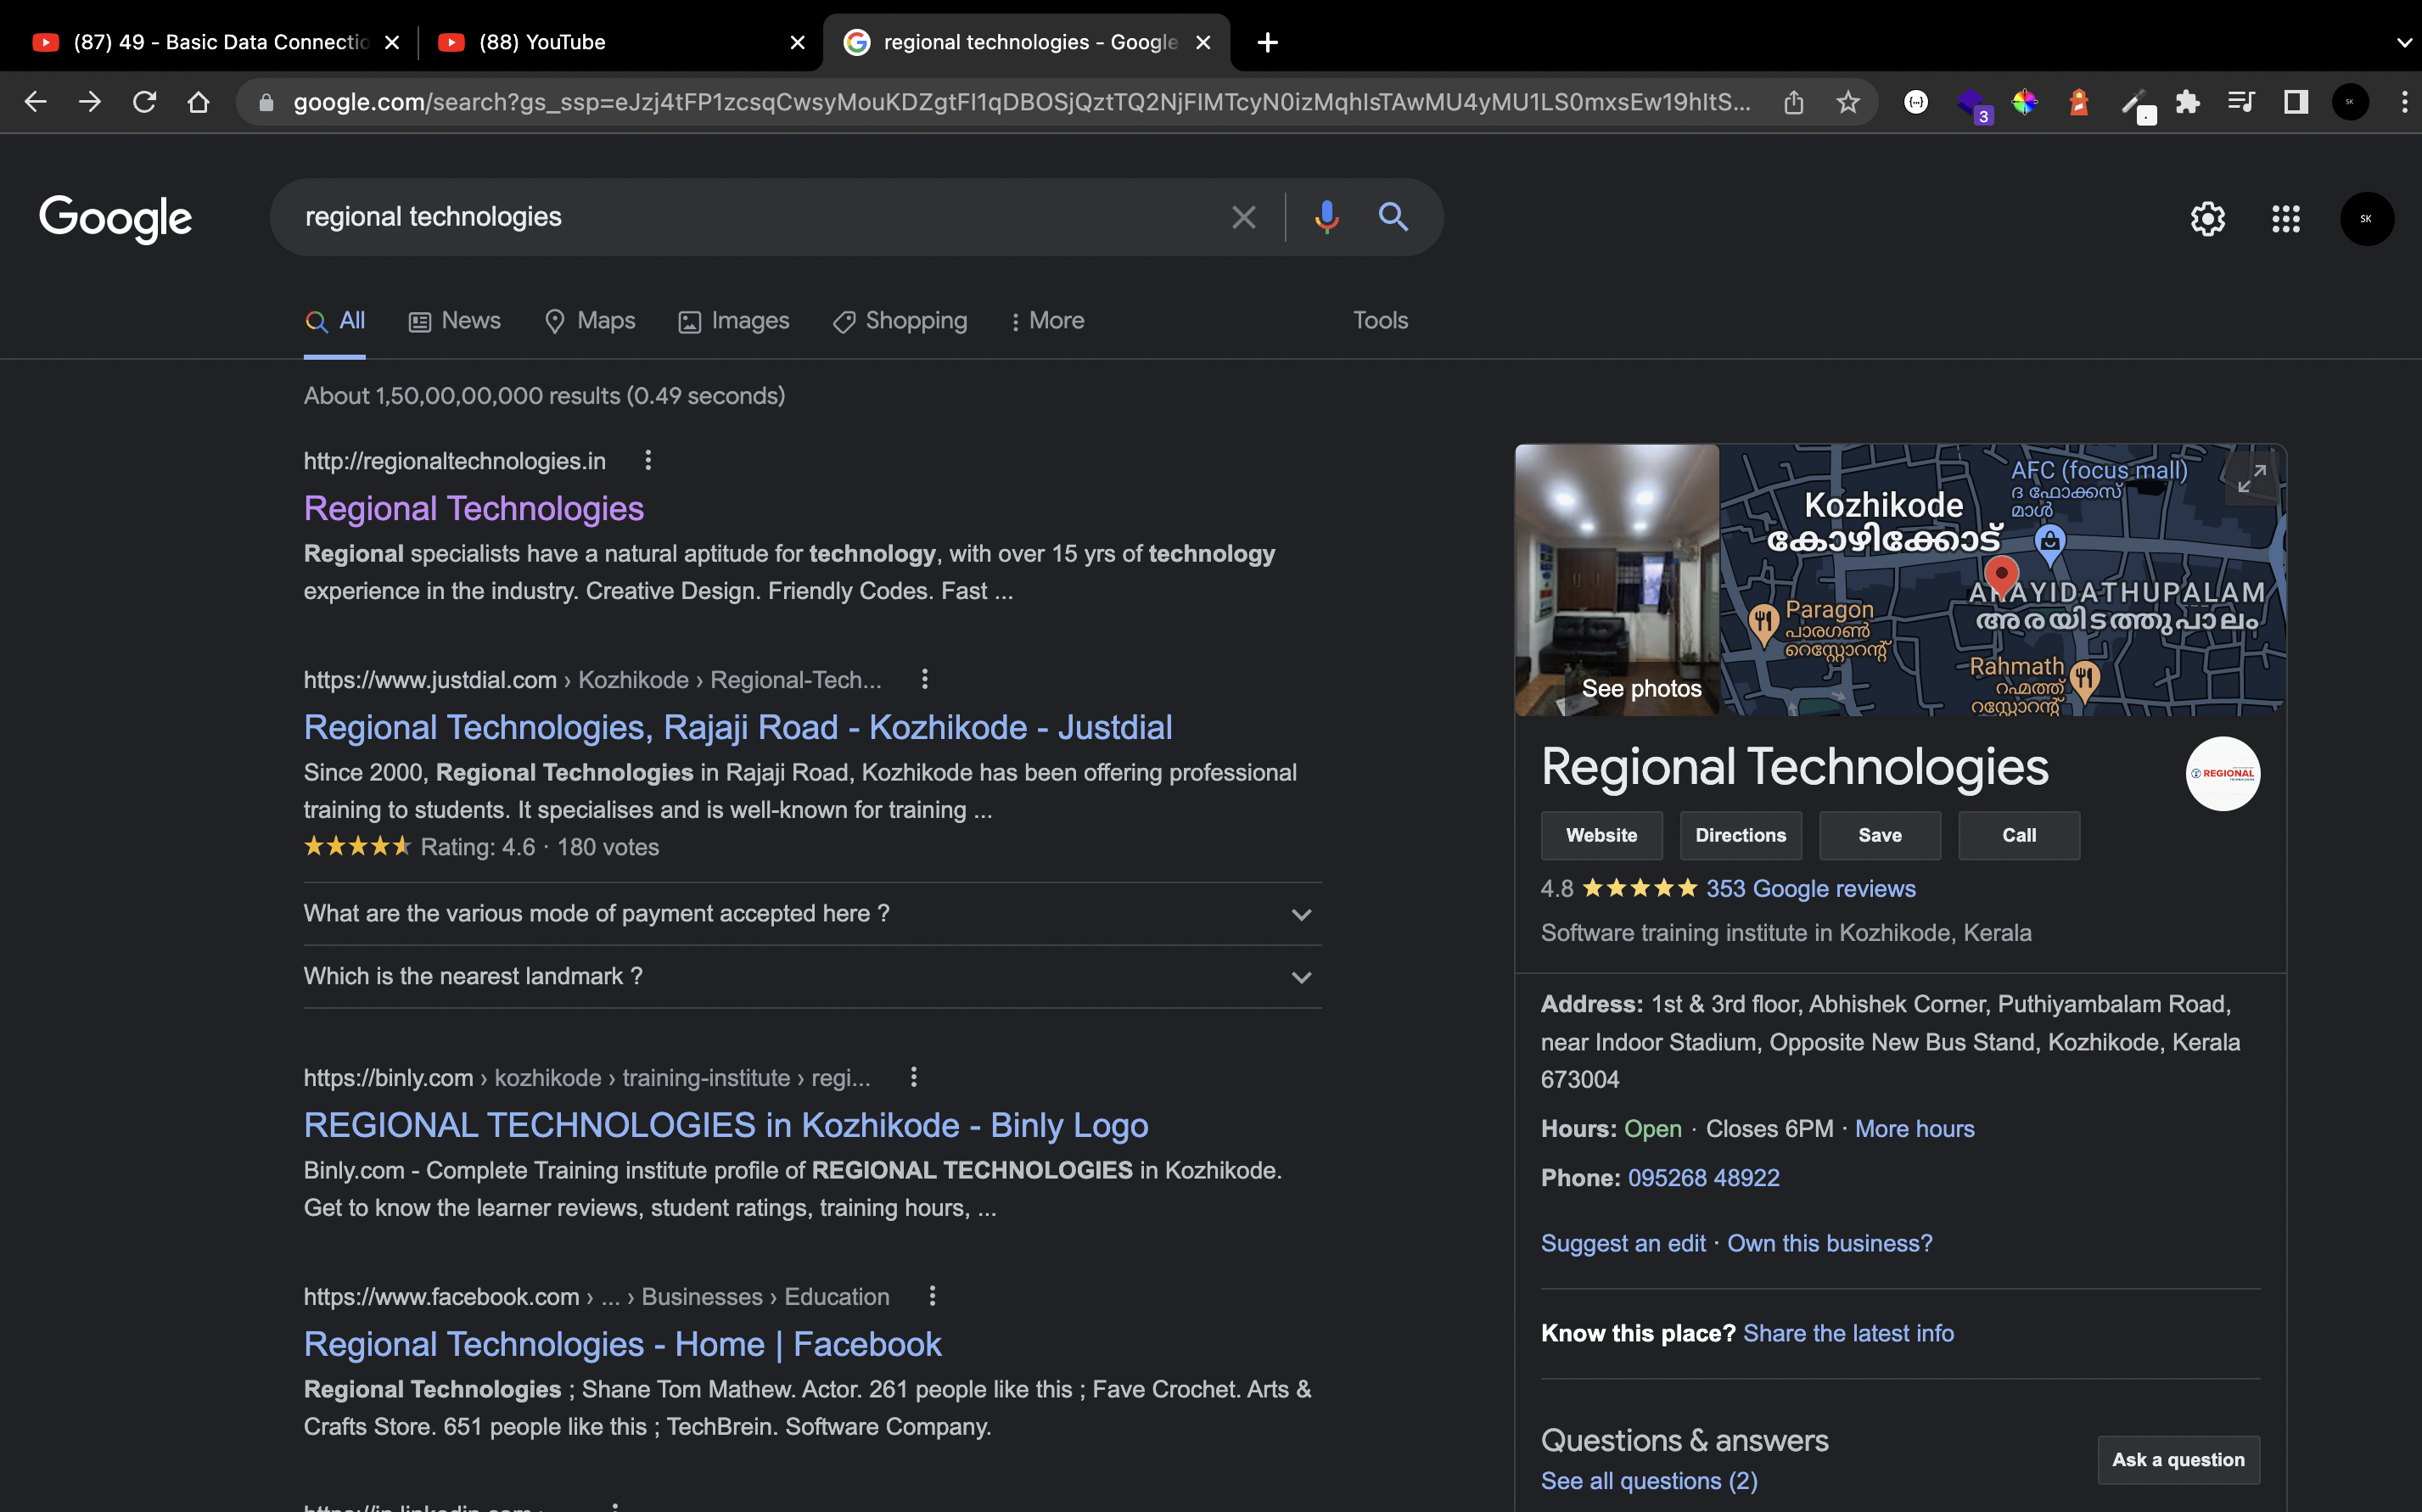 (87) 49 - Basic Data Connectio
(88) YouTube
regional technologies - Google
google.com/search?gs_ssp=eJzj4tFP1zcsqCwsyMouKDZgtFI1qDBOSjQztTQ2NjFIMTcyN0izMqhIsTAwMU4yMU1LS0mxsEw19hItS...
3
SK
Google
regional technologies
SK
All
News
Maps
Images
Shopping
More
Tools
About 1,50,00,00,000 results (0.49 seconds)
http://regionaltechnologies.in
Regional Technologies
Regional specialists have a natural aptitude for technology, with over 15 yrs of technology
experience in the industry. Creative Design. Friendly Codes. Fast ...
https://www.justdial.com › Kozhikode › Regional-Tech...
Regional Technologies, Rajaji Road - Kozhikode - Justdial
Since 2000, Regional Technologies in Rajaji Road, Kozhikode has been offering professional
training to students. It specialises and is well-known for training ...
Rating: 4.6 · 180 votes
What are the various mode of payment accepted here ?
Which is the nearest landmark ?
https://binly.com › kozhikode › training-institute › regi...
REGIONAL TECHNOLOGIES in Kozhikode - Binly Logo
Binly.com - Complete Training institute profile of REGIONAL TECHNOLOGIES in Kozhikode.
Get to know the learner reviews, student ratings, training hours, ...
https://www.facebook.com › ... › Businesses › Education
Regional Technologies - Home | Facebook
Regional Technologies ; Shane Tom Mathew. Actor. 261 people like this ; Fave Crochet. Arts &
Crafts Store. 651 people like this ; TechBrein. Software Company.
See photos
AFC (focus mall)
ദ ഫോക്കസ്
മാൾ
Kozhikode
കോഴിക്കോട്
ARAYIDATHUPALAM
അരയിടത്തുപാലം
Paragon
പാരഗൺ
റെസ്റ്റോറന്റ്
Rahmath
റഹ്മത്ത്
റസ്റ്റോറന്റ്
Regional Technologies
REGIONAL
Website
Directions
Save
Call
4.8
353 Google reviews
Software training institute in Kozhikode, Kerala
Address: 1st & 3rd floor, Abhishek Corner, Puthiyambalam Road,
near Indoor Stadium, Opposite New Bus Stand, Kozhikode, Kerala
673004
Hours: Open · Closes 6PM · More hours
Phone: 095268 48922
Suggest an edit · Own this business?
Know this place? Share the latest info
Questions & answers
See all questions (2)
Ask a question